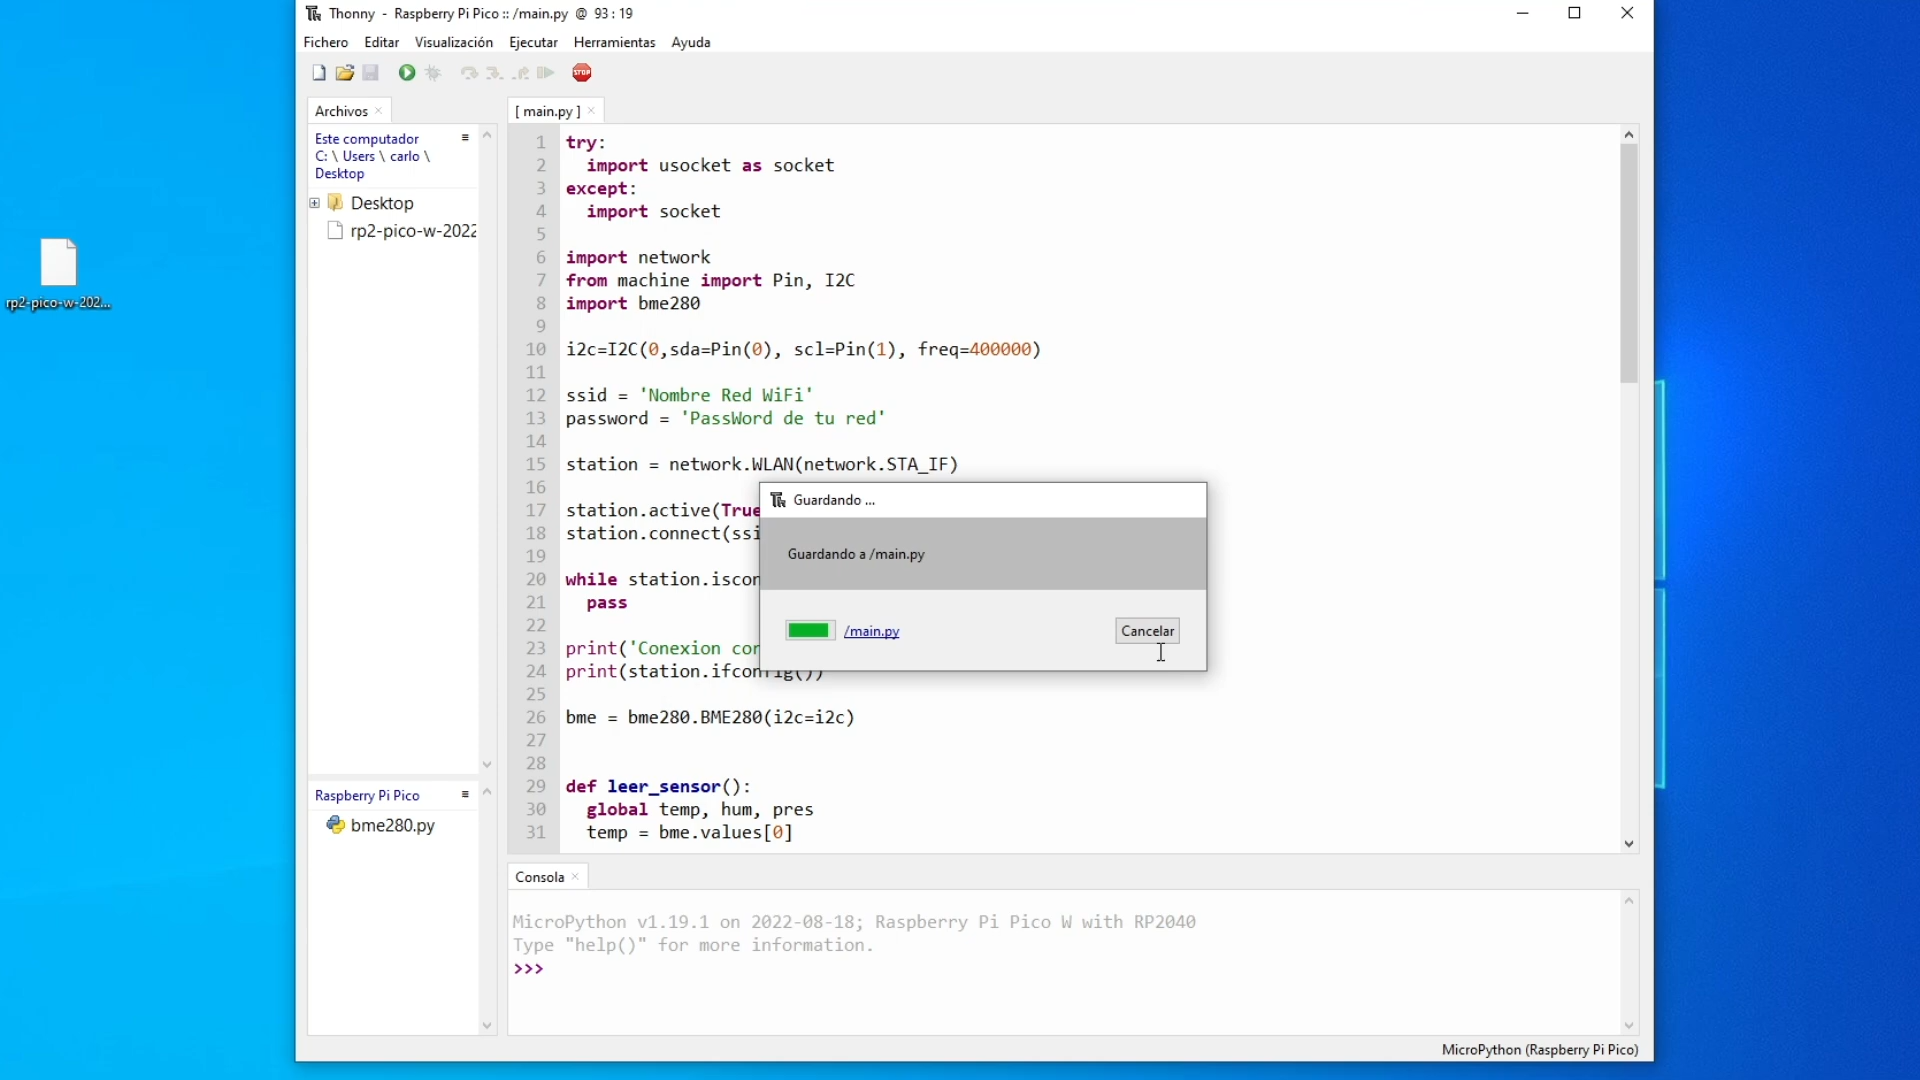 Thonny - Raspberry Pi Pico :: /main.py @ 93 : 19
Fichero Editar Visualización Ejecutar Herramientas Ayuda
STOP
Archivos
Este computador
C: \ Users \ carlo \
Desktop
Desktop
rp2-pico-w-2022
rp2-pico-w-202...
[ main.py ]
1 try:
2   import usocket as socket
3 except:
4   import socket
5
6 import network
7 from machine import Pin, I2C
8 import bme280
9
10 i2c=I2C(0,sda=Pin(0), scl=Pin(1), freq=400000)
11
12 ssid = 'Nombre Red WiFi'
13 password = 'PassWord de tu red'
14
15 station = network.WLAN(network.STA_IF)
16
17 station.active(True
18 station.connect(ssi
19
20 while station.iscon
21   pass
22
23 print('Conexion cor
24 print(station.ifconfig())
25
26 bme = bme280.BME280(i2c=i2c)
27
28
29 def leer_sensor():
30   global temp, hum, pres
31   temp = bme.values[0]
Guardando ...
Guardando a /main.py
/main.py
Cancelar
Raspberry Pi Pico
bme280.py
Consola
MicroPython v1.19.1 on 2022-08-18; Raspberry Pi Pico W with RP2040
Type "help()" for more information.
>>>
MicroPython (Raspberry Pi Pico)